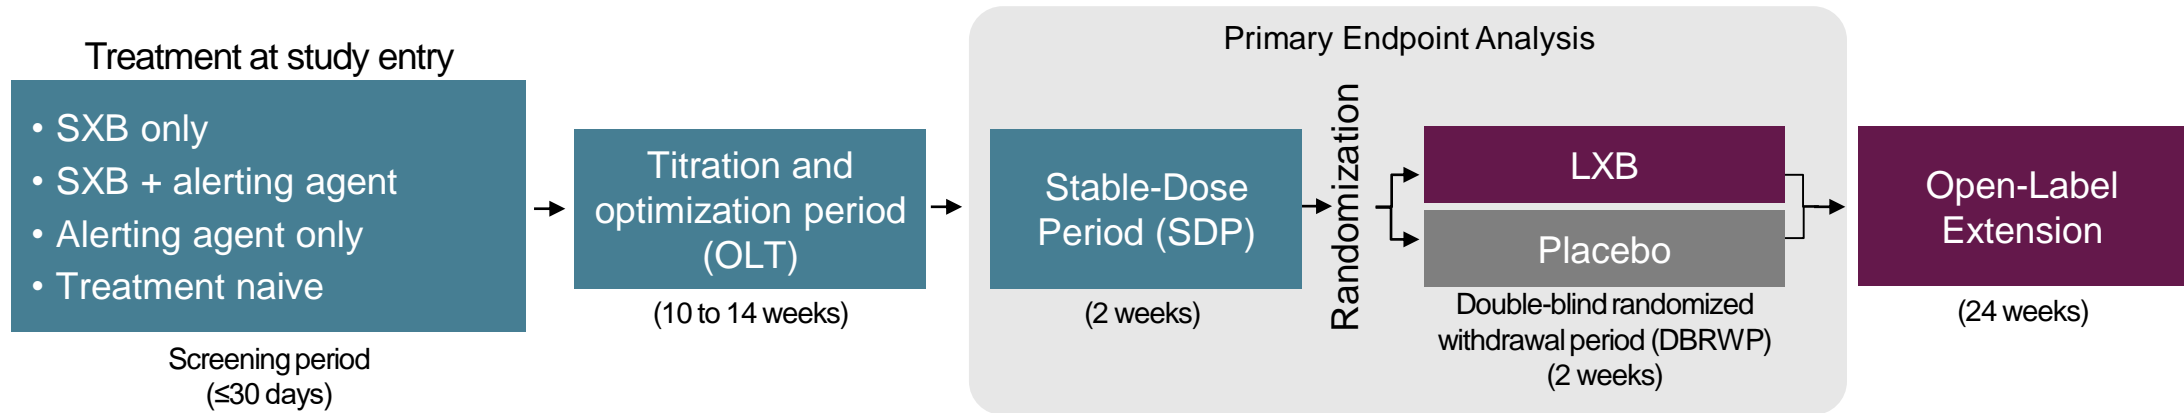 Treatment at study entry
• SXB only
• SXB + alerting agent
• Alerting agent only
• Treatment naive
Screening period
(≤30 days)
Titration and
optimization period
(OLT)
(10 to 14 weeks)
Primary Endpoint Analysis
Stable-Dose
Period (SDP)
(2 weeks)
Randomization
LXB
Placebo
Double-blind randomized
withdrawal period (DBRWP)
(2 weeks)
Open-Label
Extension
(24 weeks)